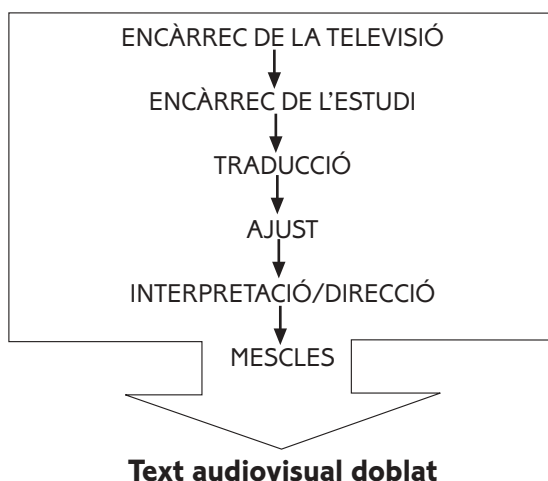 ENCÀRREC DE LA TELEVISIÓ
ENCÀRREC DE L’ESTUDI
TRADUCCIÓ
AJUST
INTERPRETACIÓ/DIRECCIÓ
MESCLES
Text audiovisual doblat